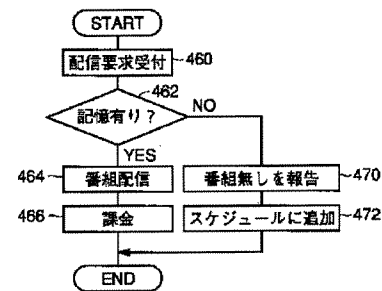 START
配信要求受付
460
462
記憶有り？
NO
YES
464
番組配信
番組無しを報告
470
466
課金
スケジュールに追加
472
END